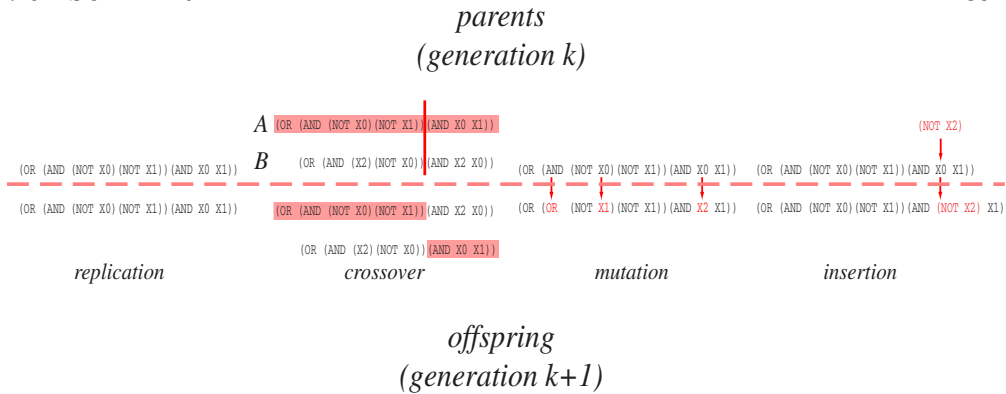 parents
(generation k)
A (OR (AND (NOT X0)(NOT X1))(AND X0 X1))
B (OR (AND (X2)(NOT X0))(AND X2 X0))
(NOT X2)
(OR (AND (NOT X0)(NOT X1))(AND X0 X1))
(OR (AND (NOT X0)(NOT X1))(AND X0 X1))
(OR (AND (NOT X0)(NOT X1))(AND X0 X1))
(OR (AND (NOT X0)(NOT X1))(AND X0 X1))
(OR (AND (NOT X0)(NOT X1))(AND X2 X0))
(OR (OR (NOT X1)(NOT X1))(AND X2 X1))
(OR (AND (NOT X0)(NOT X1))(AND (NOT X2) X1)
(OR (AND (X2)(NOT X0))(AND X0 X1))
replication crossover mutation insertion
offspring
(generation k+1)